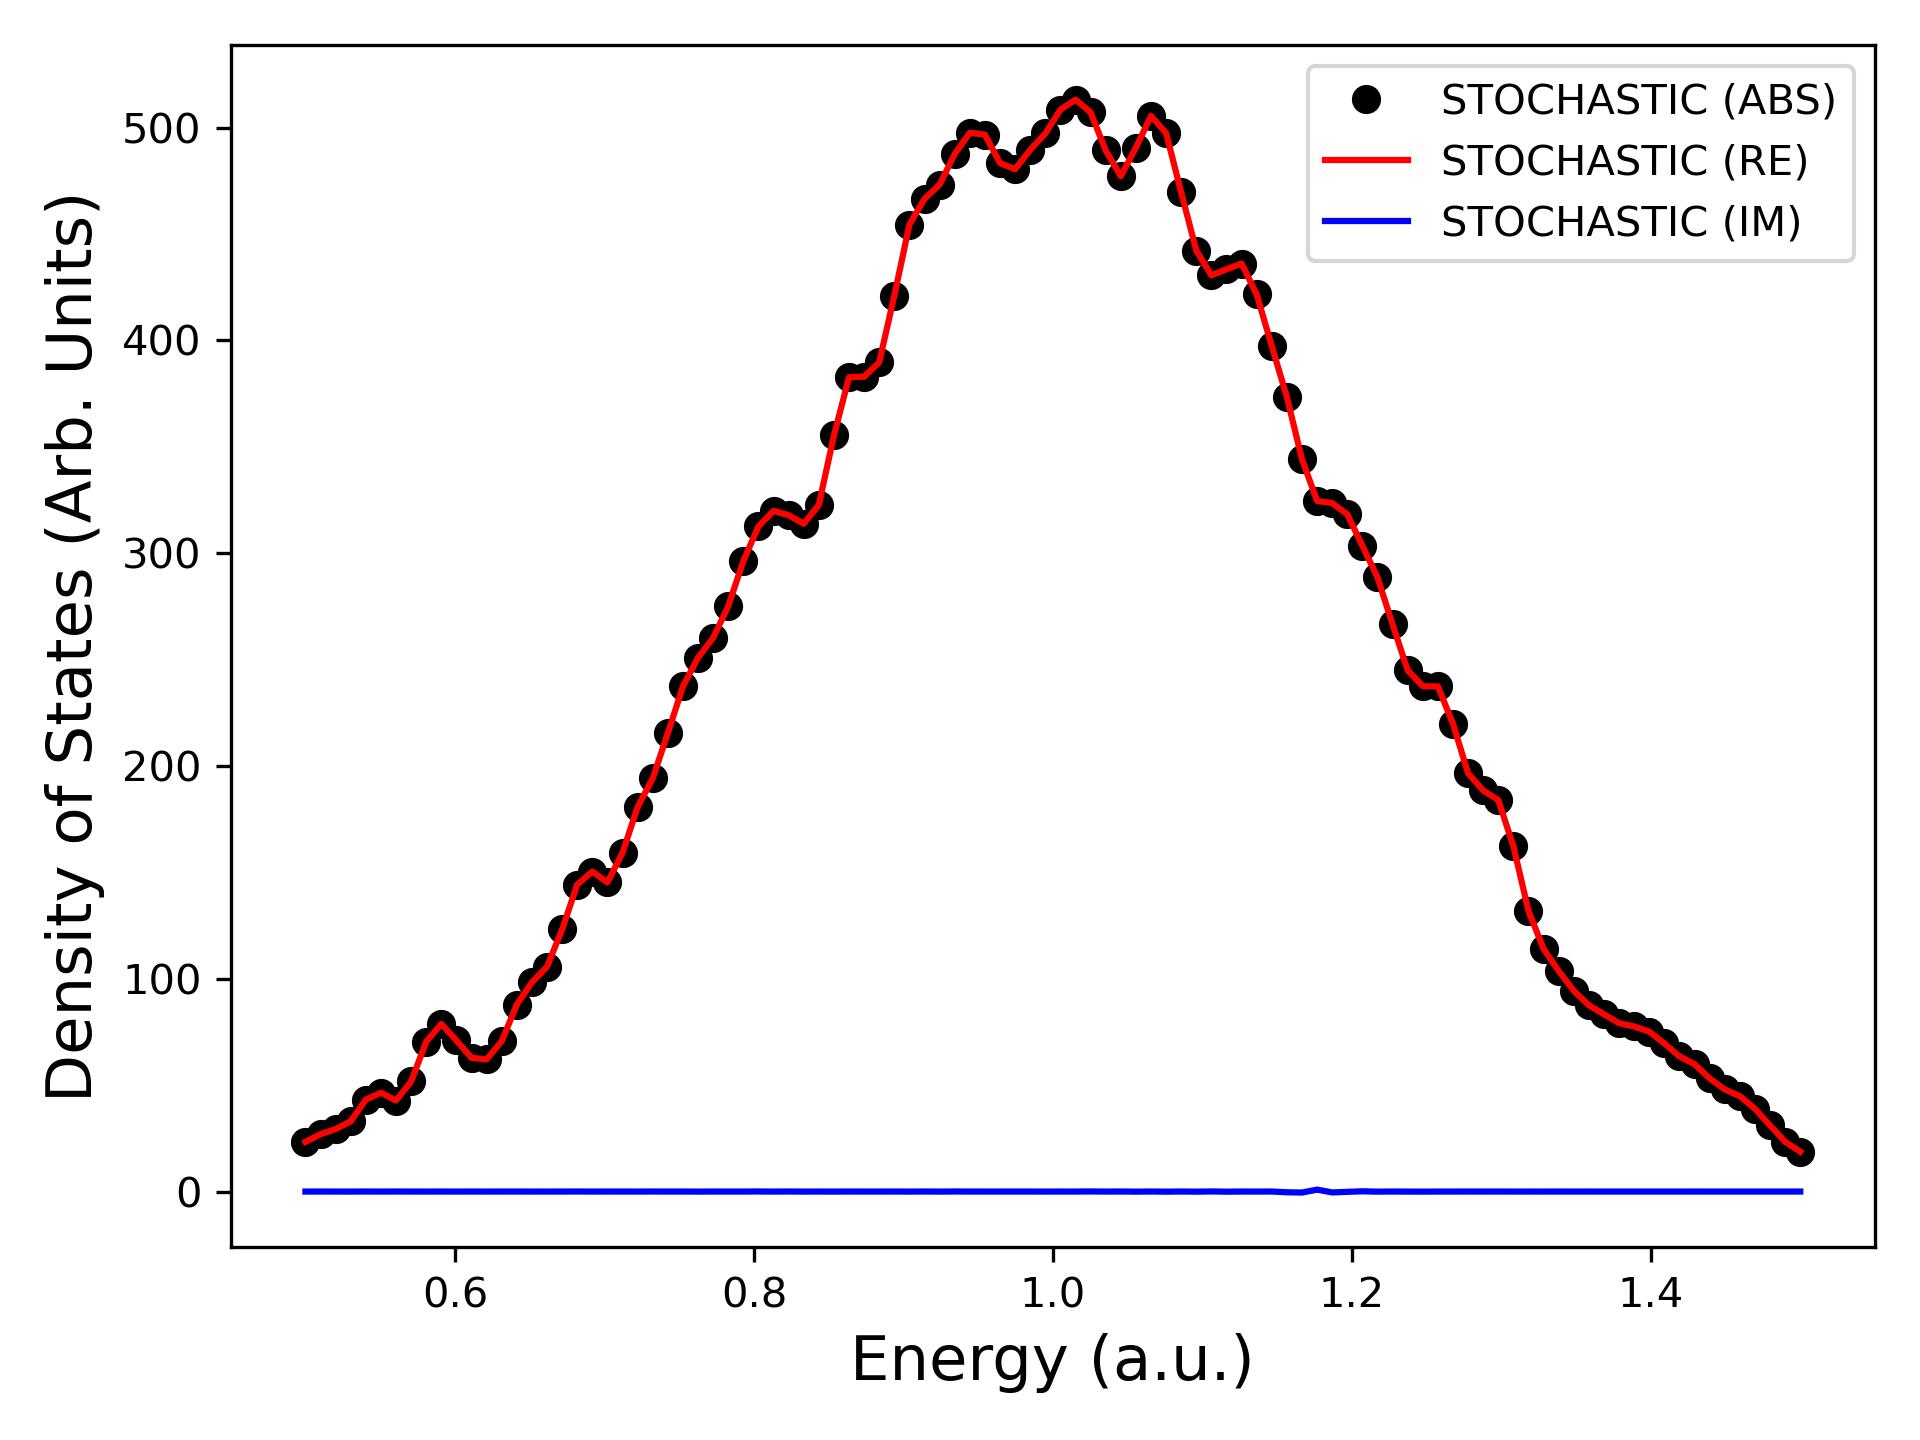 STOCHASTIC (ABS)
STOCHASTIC (RE)
STOCHASTIC (IM)
Density of States (Arb. Units)
500
400
300
200
100
0
0.6 0.8 1.0 1.2 1.4
Energy (a.u.)